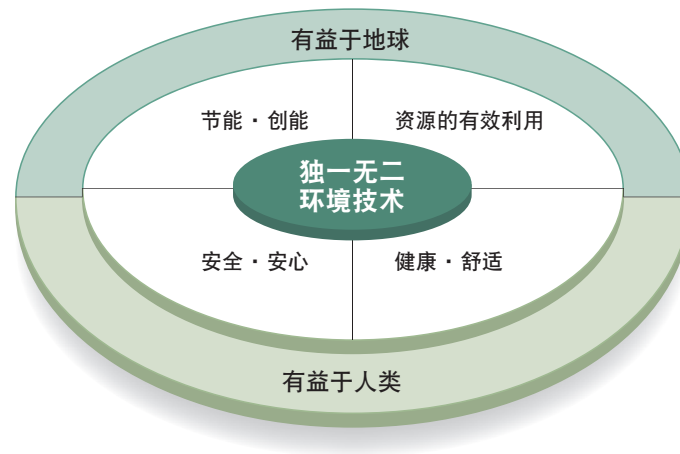 有益于地球
节能・创能
资源的有效利用
独一无二
环境技术
安全・安心
健康・舒适
有益于人类